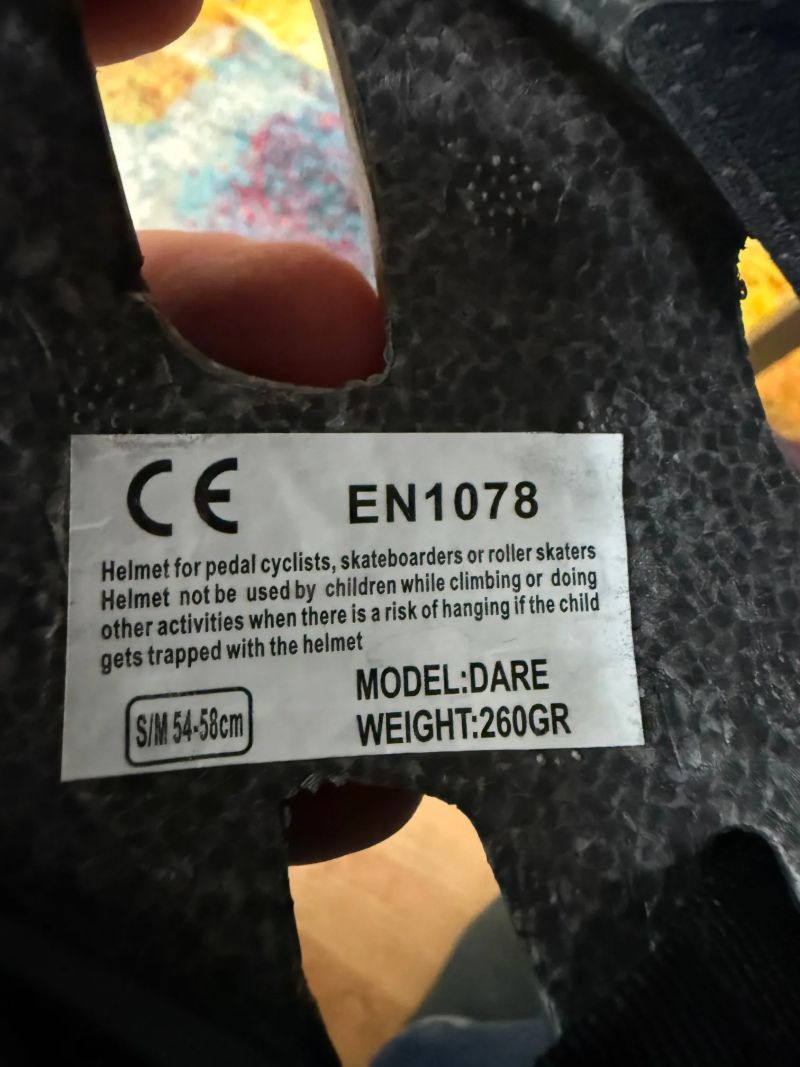 CE EN1078
Helmet for pedal cyclists, skateboarders or roller skaters
Helmet not be used by children while climbing or doing
other activities when there is a risk of hanging if the child
gets trapped with the helmet
MODEL:DARE
S/M 54-58cm
WEIGHT:260GR